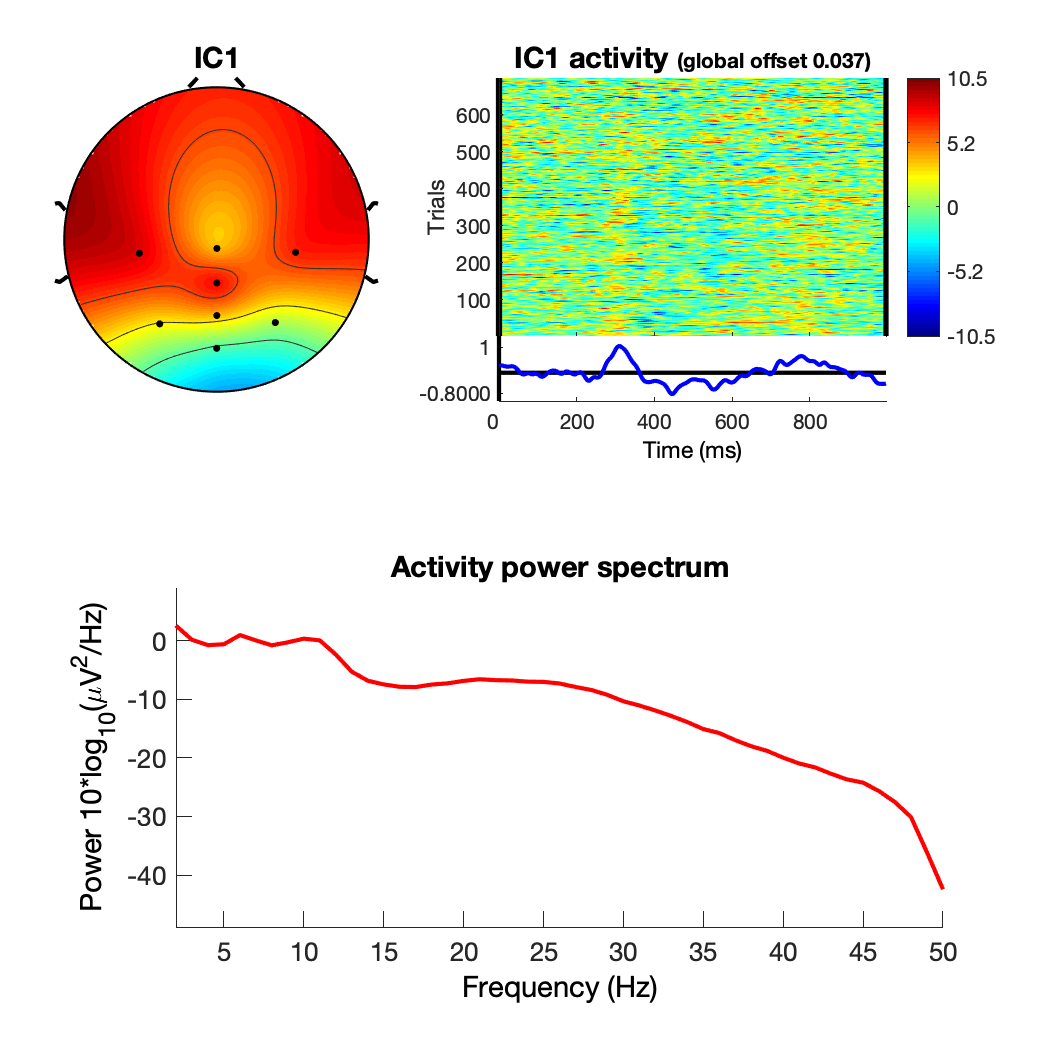 IC1
IC1 activity (global offset 0.037)
Trials
600
500
400
300
200
100
10.5
5.2
0
-5.2
-10.5
1
-0.8000
0 200 400 600 800
Time (ms)
Activity power spectrum
Power 10*log10(μV2/Hz)
0
-10
-20
-30
-40
5 10 15 20 25 30 35 40 45 50
Frequency (Hz)